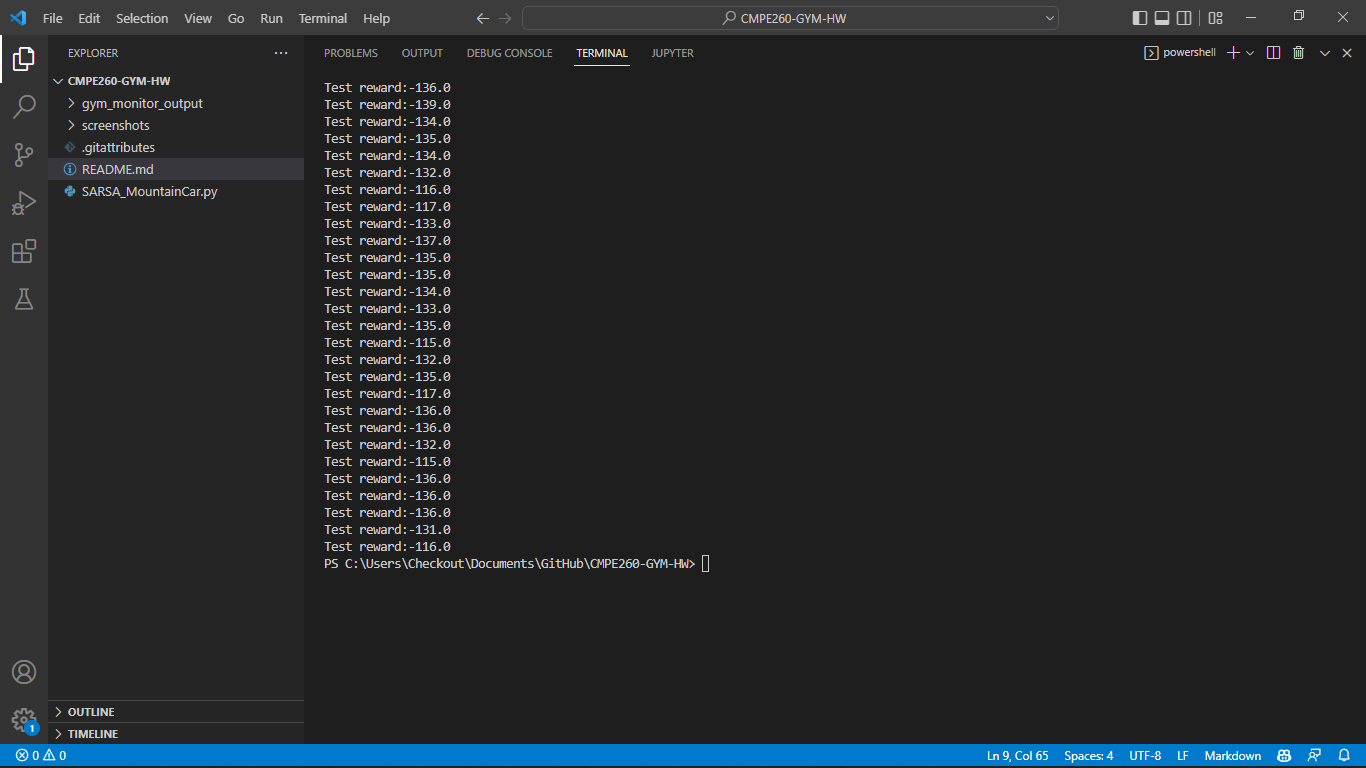 File Edit Selection View Go Run Terminal Help
CMPE260-GYM-HW
EXPLORER
CMPE260-GYM-HW
gym_monitor_output
screenshots
.gitattributes
README.md
SARSA_MountainCar.py
OUTLINE
TIMELINE
PROBLEMS OUTPUT DEBUG CONSOLE TERMINAL JUPYTER
powershell
Test reward:-136.0
Test reward:-139.0
Test reward:-134.0
Test reward:-135.0
Test reward:-134.0
Test reward:-132.0
Test reward:-116.0
Test reward:-117.0
Test reward:-133.0
Test reward:-137.0
Test reward:-135.0
Test reward:-135.0
Test reward:-134.0
Test reward:-133.0
Test reward:-135.0
Test reward:-115.0
Test reward:-132.0
Test reward:-135.0
Test reward:-117.0
Test reward:-136.0
Test reward:-136.0
Test reward:-132.0
Test reward:-115.0
Test reward:-136.0
Test reward:-136.0
Test reward:-136.0
Test reward:-131.0
Test reward:-116.0
PS C:\Users\Checkout\Documents\GitHub\CMPE260-GYM-HW>
1
0 0
Ln 9, Col 65 Spaces: 4 UTF-8 LF Markdown